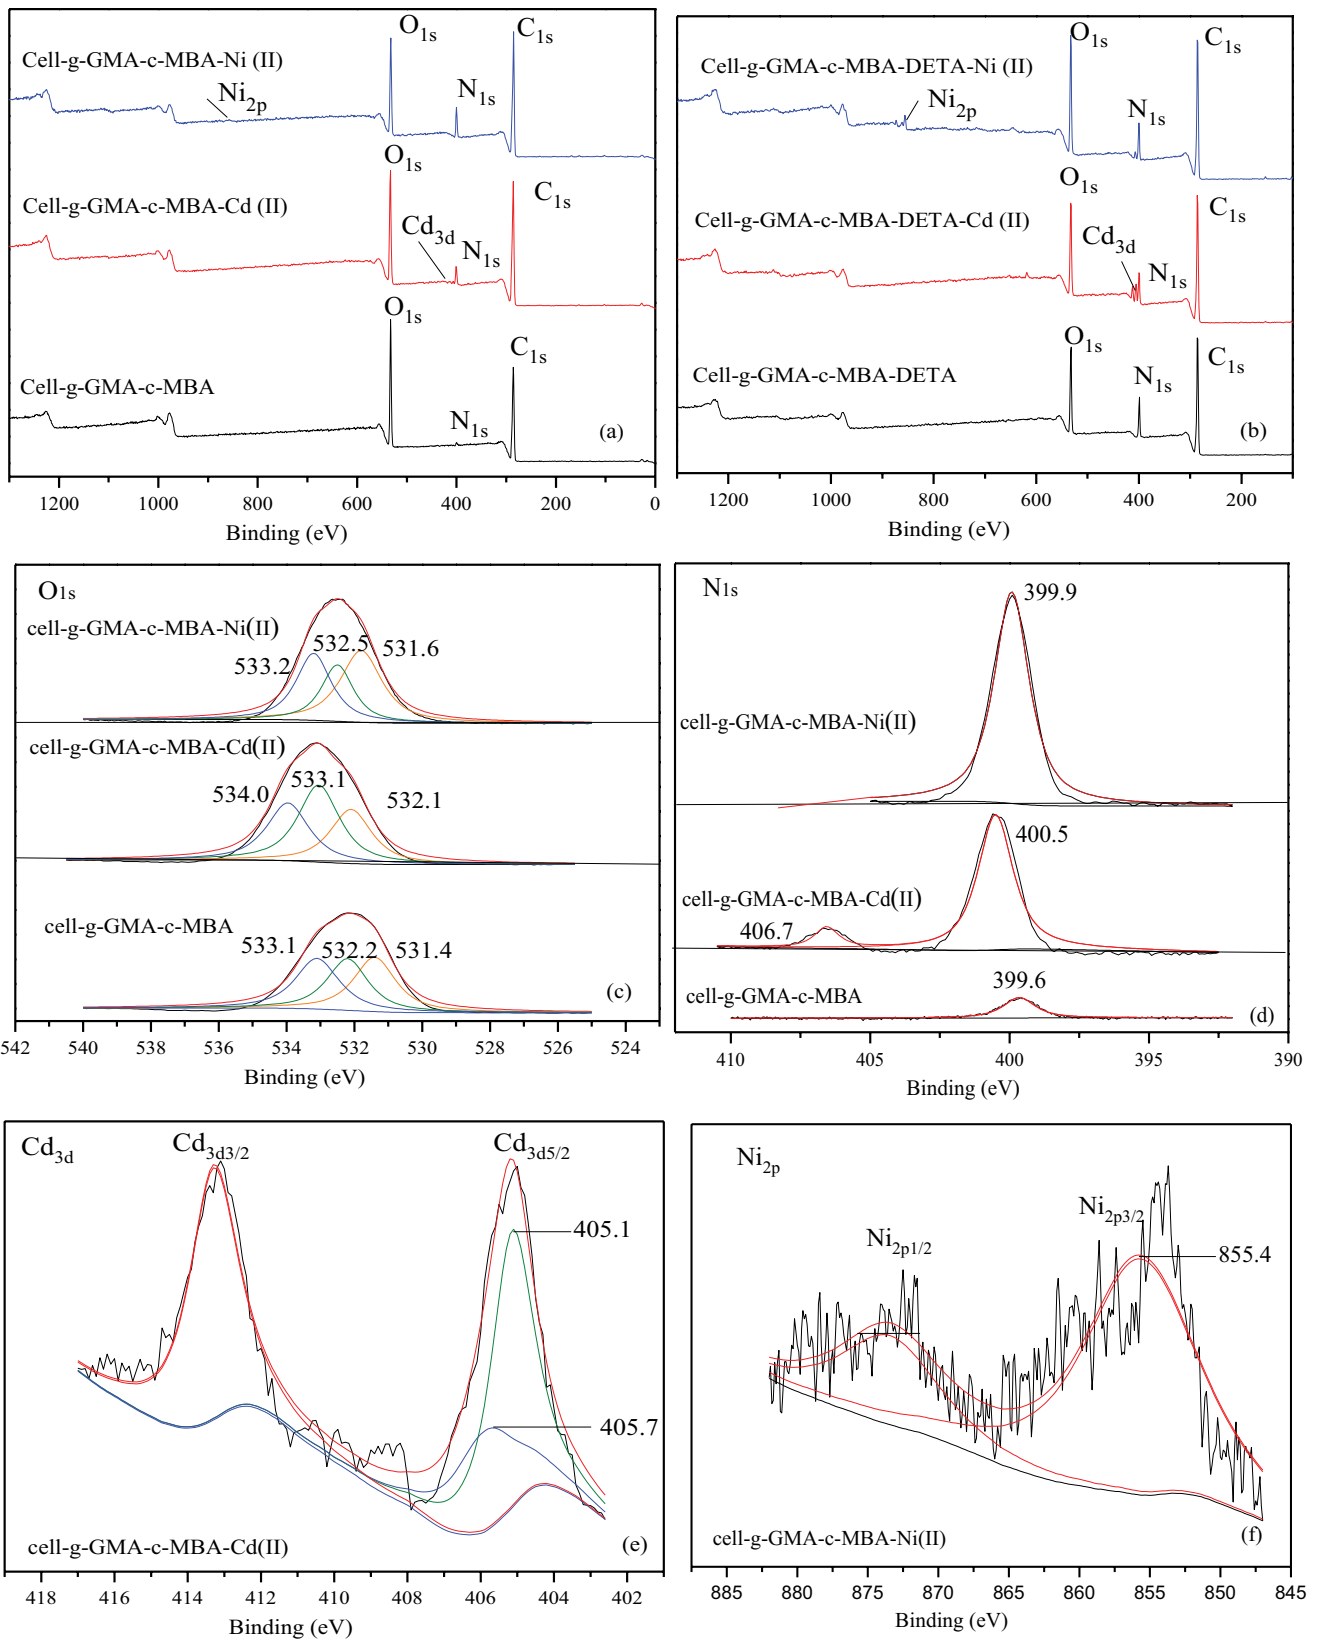 Cell-g-GMA-c-MBA-Ni (II)
Ni2p
O1s
N1s
C1s
Cell-g-GMA-c-MBA-Cd (II)
O1s
Cd3d
N1s
C1s
Cell-g-GMA-c-MBA
O1s
N1s
C1s
(a)
1200 1000 800 600 400 200 0
Binding (eV)
Cell-g-GMA-c-MBA-DETA-Ni (II)
Ni2p
O1s
N1s
C1s
Cell-g-GMA-c-MBA-DETA-Cd (II)
O1s
Cd3d
N1s
C1s
Cell-g-GMA-c-MBA-DETA
O1s
N1s
C1s
(b)
1200 1000 800 600 400 200
Binding (eV)
O1s
cell-g-GMA-c-MBA-Ni(II)
533.2 532.5 531.6
cell-g-GMA-c-MBA-Cd(II)
534.0 533.1 532.1
cell-g-GMA-c-MBA
533.1 532.2 531.4
(c)
542 540 538 536 534 532 530 528 526 524
Binding (eV)
N1s
399.9
cell-g-GMA-c-MBA-Ni(II)
400.5
cell-g-GMA-c-MBA-Cd(II)
406.7
399.6
cell-g-GMA-c-MBA
(d)
410 405 400 395 390
Binding (eV)
Cd3d
Cd3d3/2
Cd3d5/2
405.1
405.7
cell-g-GMA-c-MBA-Cd(II)
(e)
418 416 414 412 410 408 406 404 402
Binding (eV)
Ni2p
Ni2p1/2
Ni2p3/2
855.4
cell-g-GMA-c-MBA-Ni(II)
(f)
885 880 875 870 865 860 855 850 845
Binding (eV)